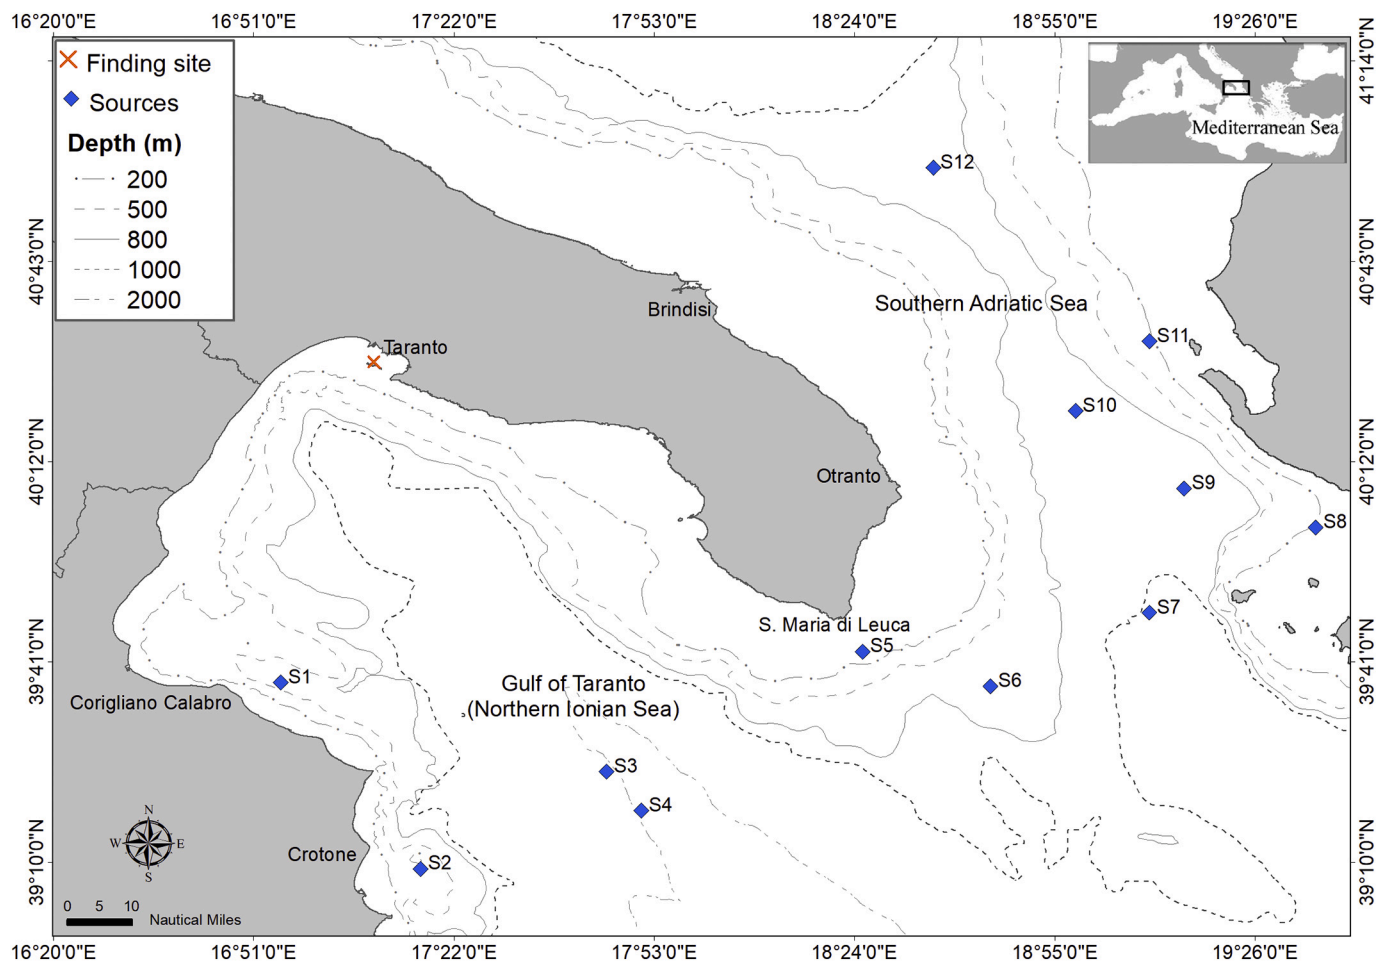 16°20'0"E 16°51'0"E 17°22'0"E 17°53'0"E 18°24'0"E 18°55'0"E 19°26'0"E
Finding site
Sources
Depth (m)
200
500
800
1000
2000
Mediterranean Sea
41°14'0"N
40°43'0"N 40°43'0"N
40°12'0"N 40°12'0"N
39°41'0"N 39°41'0"N
39°10'0"N 39°10'0"N
S12
Southern Adriatic Sea
Brindisi
S11
Taranto
S10
Otranto
S9
S8
S7
S. Maria di Leuca
S5
S1
S6
Gulf of Taranto
(Northern Ionian Sea)
Corigliano Calabro
S3
S4
N
W E
S
Crotone
S2
0 5 10
Nautical Miles
16°20'0"E 16°51'0"E 17°22'0"E 17°53'0"E 18°24'0"E 18°55'0"E 19°26'0"E